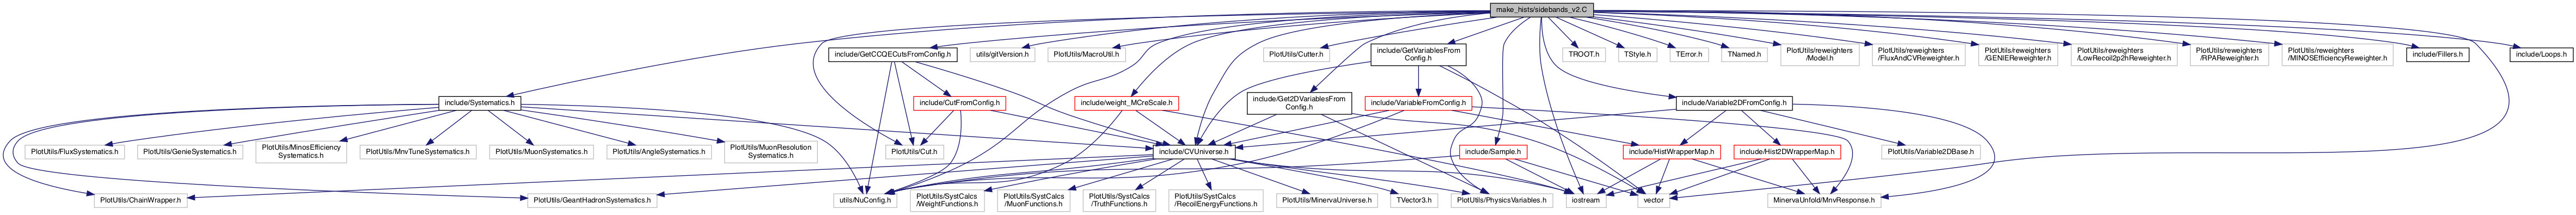 make_hists/sidebands_v2.C
include/GetCCQECutsFromConfig.h
utils/gitVersion.h
PlotUtils/MacroUtil.h
PlotUtils/Cutter.h
include/GetVariablesFrom
Config.h
TROOT.h
TStyle.h
TError.h
TNamed.h
PlotUtils/reweighters
/Model.h
PlotUtils/reweighters
/FluxAndCVReweighter.h
PlotUtils/reweighters
/GENIEReweighter.h
PlotUtils/reweighters
/LowRecoil2p2hReweighter.h
PlotUtils/reweighters
/RPAReweighter.h
PlotUtils/reweighters
/MINOSEfficiencyReweighter.h
include/Fillers.h
include/Loops.h
include/Systematics.h
include/CutFromConfig.h
include/weight_MCreScale.h
include/Get2DVariablesFrom
Config.h
include/VariableFromConfig.h
include/Variable2DFromConfig.h
PlotUtils/FluxSystematics.h
PlotUtils/GenieSystematics.h
PlotUtils/MinosEfficiency
Systematics.h
PlotUtils/MnvTuneSystematics.h
PlotUtils/MuonSystematics.h
PlotUtils/AngleSystematics.h
PlotUtils/MuonResolution
Systematics.h
PlotUtils/Cut.h
include/CVUniverse.h
include/Sample.h
include/HistWrapperMap.h
include/Hist2DWrapperMap.h
PlotUtils/Variable2DBase.h
PlotUtils/ChainWrapper.h
PlotUtils/GeantHadronSystematics.h
utils/NuConfig.h
PlotUtils/SystCalcs
/WeightFunctions.h
PlotUtils/SystCalcs
/MuonFunctions.h
PlotUtils/SystCalcs
/TruthFunctions.h
PlotUtils/SystCalcs
/RecoilEnergyFunctions.h
PlotUtils/MinervaUniverse.h
TVector3.h
PlotUtils/PhysicsVariables.h
iostream
vector
MinervaUnfold/MnvResponse.h